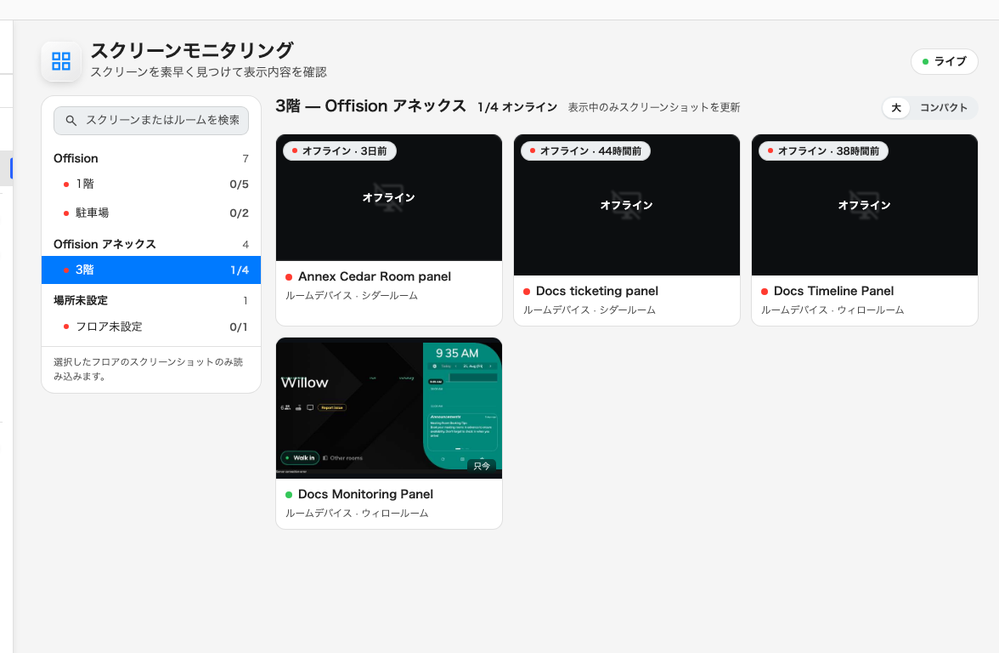 スクリーンモニタリング
スクリーンを素早く見つけて表示内容を確認
ライブ
スクリーンまたはルームを検索
Offision 7
1階 0/5
駐車場 0/2
Offision アネックス 4
3階 1/4
場所未設定 1
フロア未設定 0/1
選択したフロアのスクリーンショットのみ読
み込みます。
3階 — Offision アネックス 1/4 オンライン 表示中のみスクリーンショットを更新
大 コンパクト
オフライン · 3日前
オフライン
Annex Cedar Room panel
ルームデバイス · シダールーム
オフライン · 44時間前
オフライン
Docs ticketing panel
ルームデバイス · シダールーム
オフライン · 38時間前
オフライン
Docs Timeline Panel
ルームデバイス · ウィロールーム
Willow
Report issue
Walk in
Other rooms
9 35 AM
Today
Announcements
只今
Docs Monitoring Panel
ルームデバイス · ウィロールーム